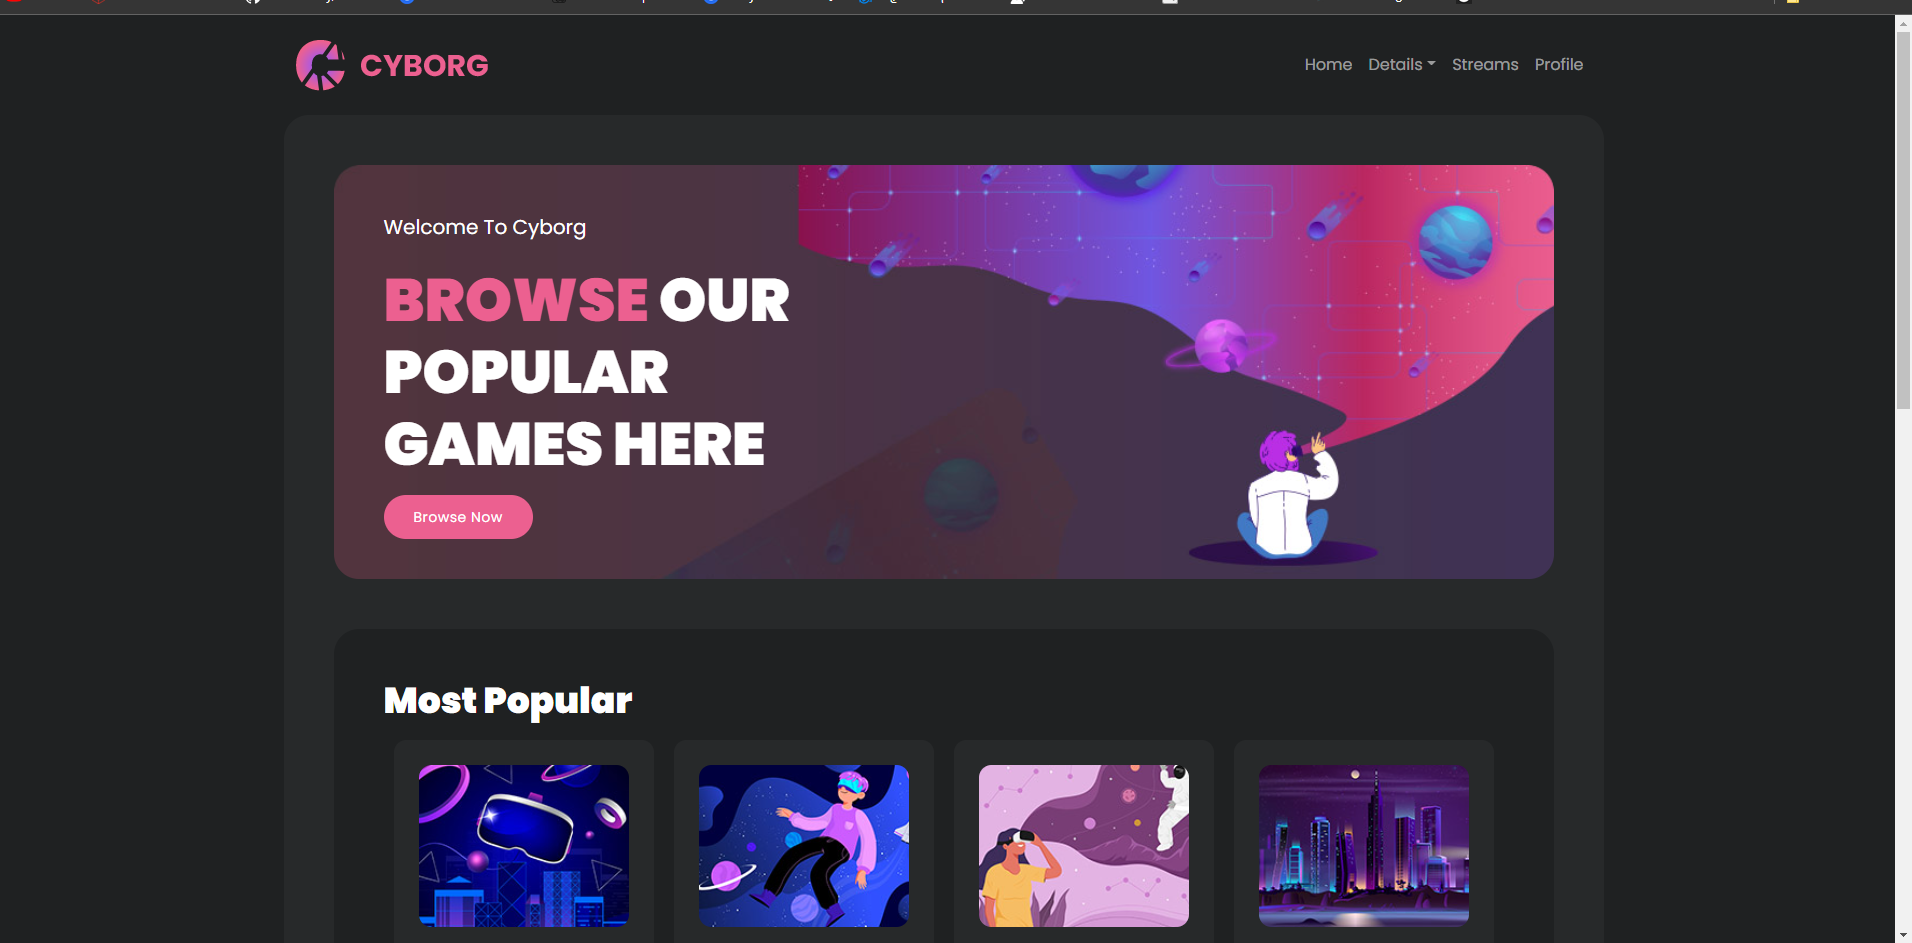 CYBORG
Home Details Streams Profile
Welcome To Cyborg
BROWSE OUR
POPULAR
GAMES HERE
Browse Now
Most Popular